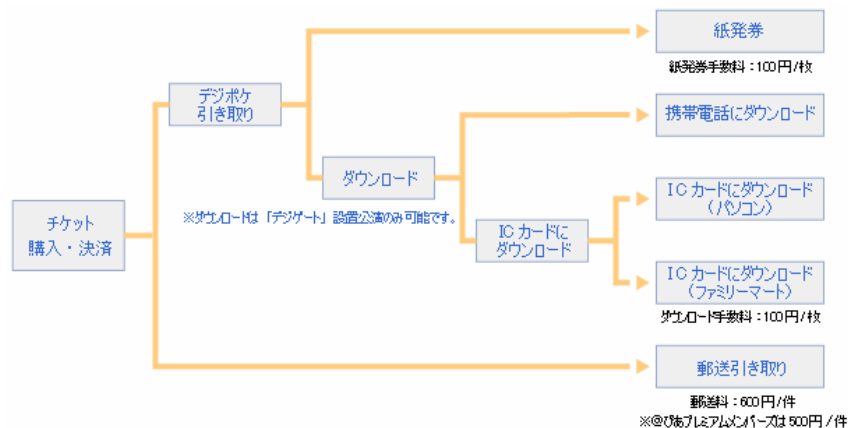 紙発券
紙発券手数料：100円/枚
デジポケ
引き取り
携帯電話にダウンロード
ダウンロード
※ダウンロードは「デジゲート」設置公演のみ可能です。
ICカードにダウンロード
（パソコン）
チケット
購入・決済
ICカードに
ダウンロード
ICカードにダウンロード
（ファミリーマート）
ダウンロード手数料：100円/枚
郵送引き取り
郵送料：600円/件
※@ぴあプレミアムメンバーズは500円/件